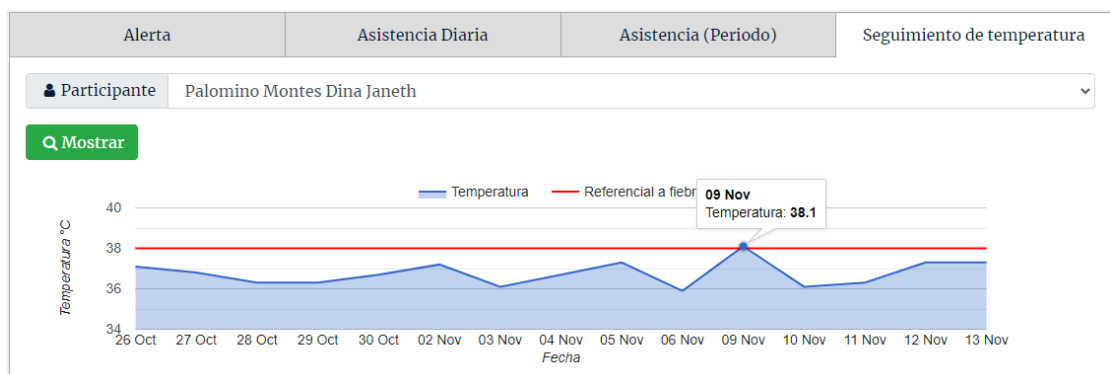 Alerta Asistencia Diaria Asistencia (Periodo) Seguimiento de temperatura
Participante Palomino Montes Dina Janeth
Mostrar
Temperatura Referencial a fiebr
09 Nov
Temperatura: 38.1
Temperatura °C
40
38
36
34
26 Oct 27 Oct 28 Oct 29 Oct 30 Oct 02 Nov 03 Nov 04 Nov 05 Nov 06 Nov 09 Nov 10 Nov 11 Nov 12 Nov 13 Nov
Fecha